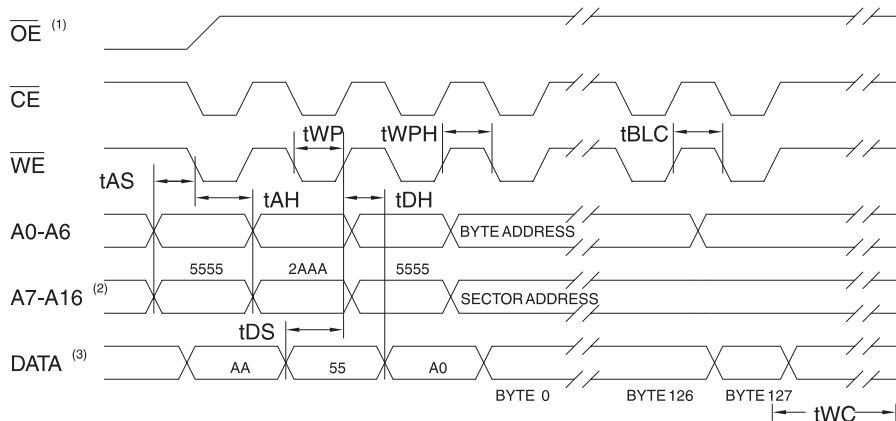 OE (1)
CE
tWP tWPH tBLC
WE
tAS tAH tDH
A0-A6 BYTE ADDRESS
5555 2AAA 5555
A7-A16 (2) SECTOR ADDRESS
tDS
DATA (3) AA 55 A0
BYTE 0 BYTE 126 BYTE 127
tWC